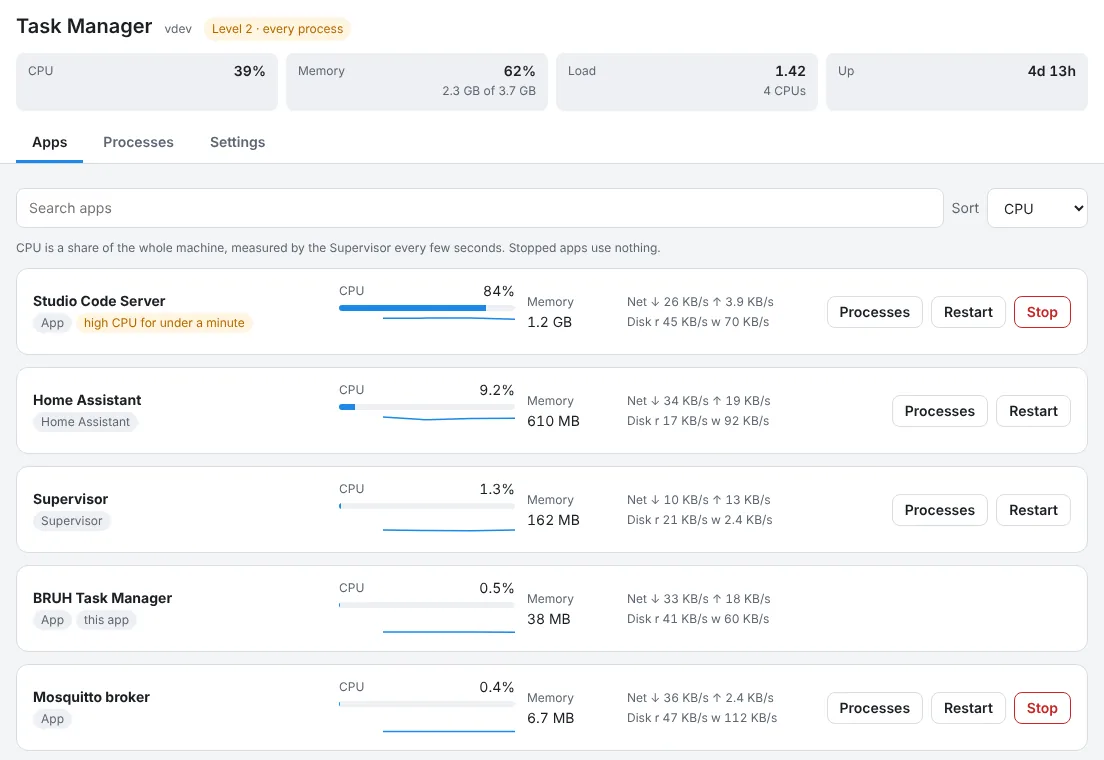 Task Manager vdev Level 2 · every process
CPU 39% Memory 62% Load 1.42 Up 4d 13h
2.3 GB of 3.7 GB 4 CPUs
Apps Processes Settings
Search apps Sort CPU
CPU is a share of the whole machine, measured by the Supervisor every few seconds. Stopped apps use nothing.
Studio Code Server
App high CPU for under a minute
CPU 84%
Memory
1.2 GB
Net ↓ 26 KB/s ↑ 3.9 KB/s
Disk r 45 KB/s w 70 KB/s
Processes Restart Stop
Home Assistant
Home Assistant
CPU 9.2%
Memory
610 MB
Net ↓ 34 KB/s ↑ 19 KB/s
Disk r 17 KB/s w 92 KB/s
Processes Restart
Supervisor
Supervisor
CPU 1.3%
Memory
162 MB
Net ↓ 10 KB/s ↑ 13 KB/s
Disk r 21 KB/s w 2.4 KB/s
Processes Restart
BRUH Task Manager
App this app
CPU 0.5%
Memory
38 MB
Net ↓ 33 KB/s ↑ 18 KB/s
Disk r 41 KB/s w 60 KB/s
Mosquitto broker
App
CPU 0.4%
Memory
6.7 MB
Net ↓ 36 KB/s ↑ 2.4 KB/s
Disk r 47 KB/s w 112 KB/s
Processes Restart Stop